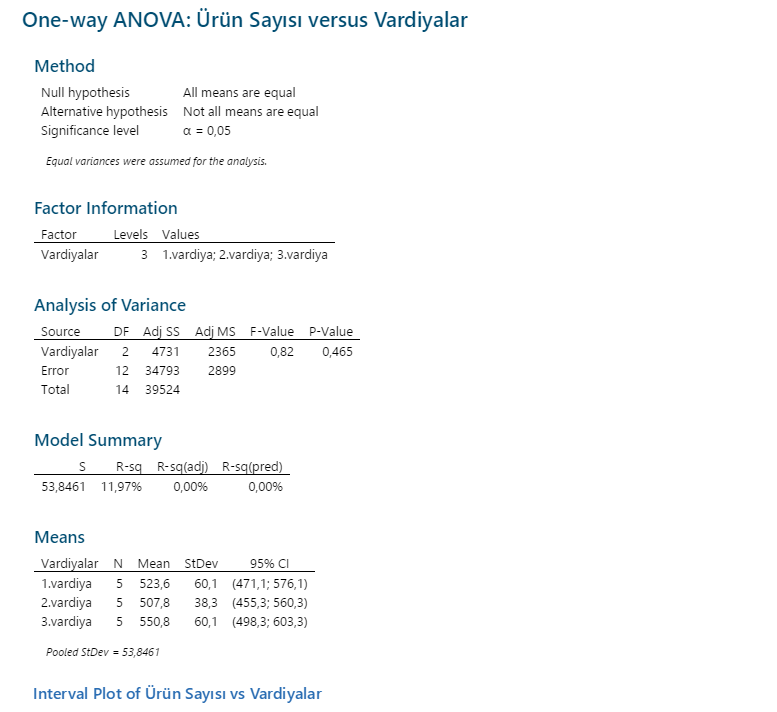 One-way ANOVA: Ürün Sayısı versus Vardiyalar
Method
Null hypothesis All means are equal
Alternative hypothesis Not all means are equal
Significance level α = 0,05
Equal variances were assumed for the analysis.
Factor Information
Factor Levels Values
Vardiyalar 3 1.vardiya; 2.vardiya; 3.vardiya
Analysis of Variance
Source DF Adj SS Adj MS F-Value P-Value
Vardiyalar 2 4731 2365 0,82 0,465
Error 12 34793 2899
Total 14 39524
Model Summary
S R-sq R-sq(adj) R-sq(pred)
53,8461 11,97% 0,00% 0,00%
Means
Vardiyalar N Mean StDev 95% CI
1.vardiya 5 523,6 60,1 (471,1; 576,1)
2.vardiya 5 507,8 38,3 (455,3; 560,3)
3.vardiya 5 550,8 60,1 (498,3; 603,3)
Pooled StDev = 53,8461
Interval Plot of Ürün Sayısı vs Vardiyalar